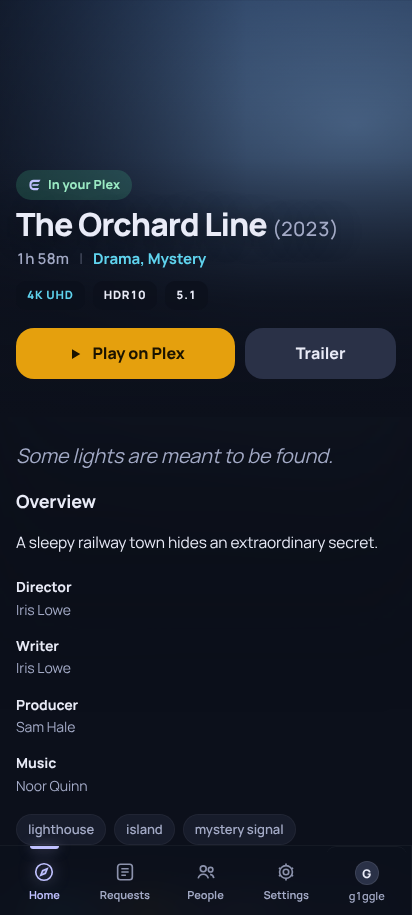 In your Plex
The Orchard Line (2023)
1h 58m | Drama, Mystery
4K UHD HDR10 5.1
Play on Plex Trailer
Some lights are meant to be found.
Overview
A sleepy railway town hides an extraordinary secret.
Director
Iris Lowe
Writer
Iris Lowe
Producer
Sam Hale
Music
Noor Quinn
lighthouse island mystery signal
G
Home Requests People Settings g1ggle